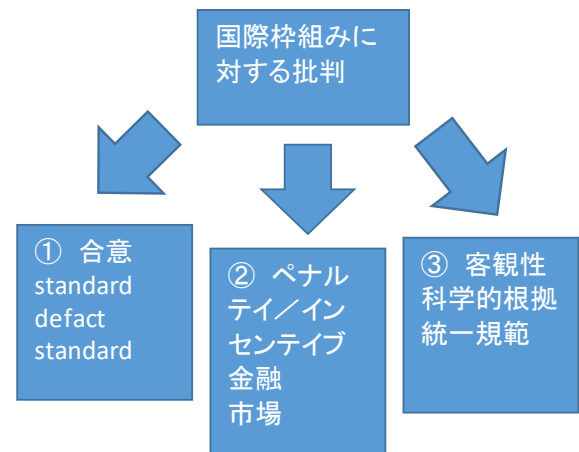 国際枠組みに
対する批判
① 合意
standard
defact
standard
② ペナル
テイ／イン
センテイブ
金融
市場
③ 客観性
科学的根拠
統一規範